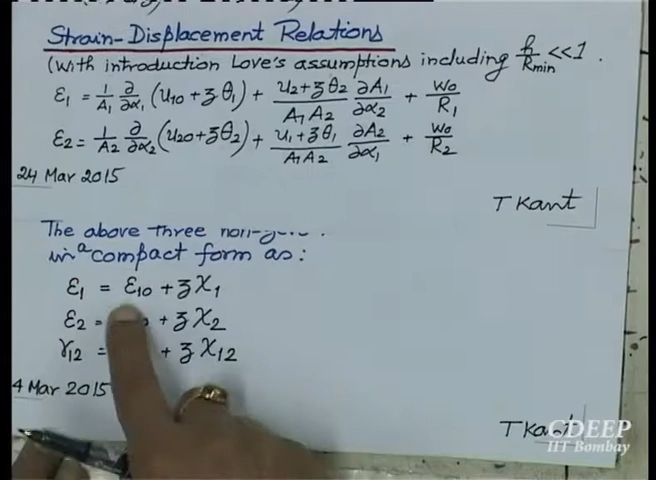 Strain-Displacement Relations
(with introduction Love's assumptions including h/Rmin <<1.
ε₁ = 1/A₁ ∂/∂α₁ (u₁₀+zθ₁) + (u₂+zθ₂)/(A₁A₂) ∂A₁/∂α₂ + w₀/R₁
ε₂ = 1/A₂ ∂/∂α₂ (u₂₀+zθ₂) + (u₁+zθ₁)/(A₁A₂) ∂A₂/∂α₁ + w₀/R₂
24 Mar 2015
T Kant
The above three
in a compact form as:
ε₁ = ε₁₀ + zχ₁
ε₂ = + zχ₂
γ₁₂ = + zχ₁₂
4 Mar 2015
T Kant
CDEEP
IIT Bombay